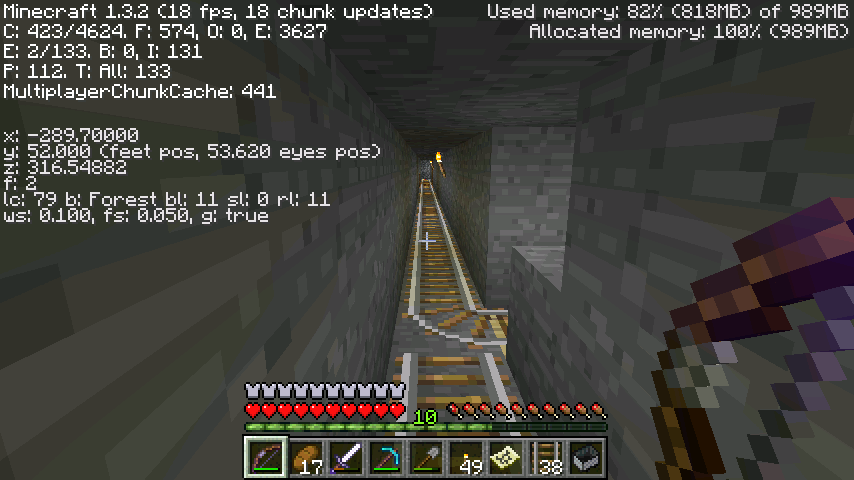 Minecraft 1.3.2 (18 fps, 18 chunk updates)
Used memory: 82% (818MB) of 989MB
C: 423/4624. F: 574, O: 0, E: 3627
Allocated memory: 100% (989MB)
E: 2/133. B: 0, I: 131
P: 112. T: All: 133
MultiplayerChunkCache: 441
x: -289.70000
y: 52.000 (feet pos, 53.620 eyes pos)
z: 316.54882
f: 2
lc: 79 b: Forest bl: 11 sl: 0 rl: 11
ws: 0.100, fs: 0.050, g: true
10
17
49
38